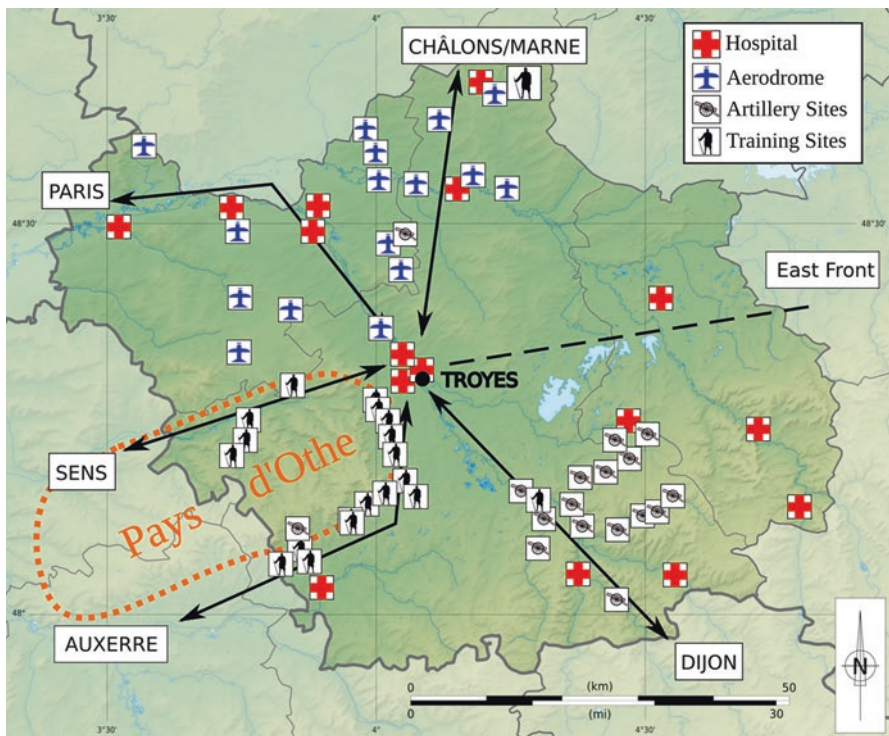 3°30'
4°
4°30'
CHÂLONS/MARNE
Hospital
Aerodrome
Artillery Sites
Training Sites
PARIS
48°30'
48°30'
East Front
TROYES
SENS
Pays d'Othe
48°
48°
AUXERRE
DIJON
N
0 (km) 50
0 (mi) 30
3°30'
4°
4°30'